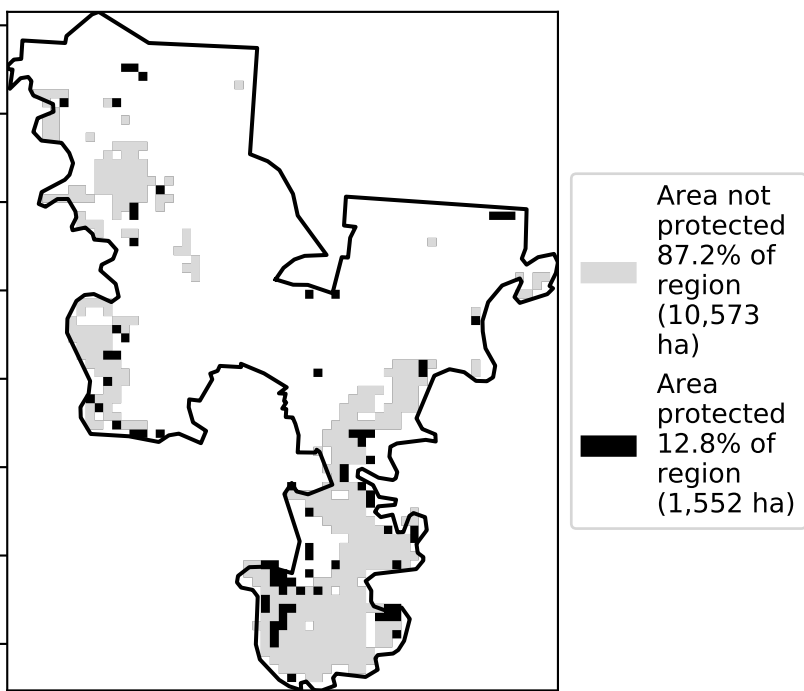 Area not
protected
87.2% of
region
(10,573
ha)
Area
protected
12.8% of
region
(1,552 ha)